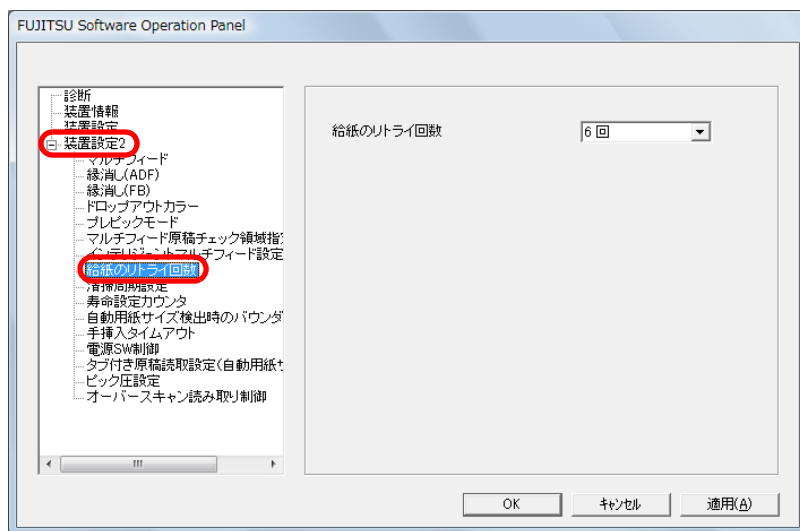 FUJITSU Software Operation Panel
診断
装置情報
装置設定
装置設定2
マルチフィード
縁消し(ADF)
縁消し(FB)
ドロップアウトカラー
プレピックモード
マルチフィード原稿チェック領域指
インテリジェントマルチフィード設定
給紙のリトライ回数
清掃周期設定
寿命設定カウンタ
自動用紙サイズ検出時のバウンダ
手挿入タイムアウト
電源SW制御
タブ付き原稿読取設定(自動用紙サ
ピック圧設定
オーバースキャン読み取り制御
給紙のリトライ回数
6 回
OK
キャンセル
適用(A)